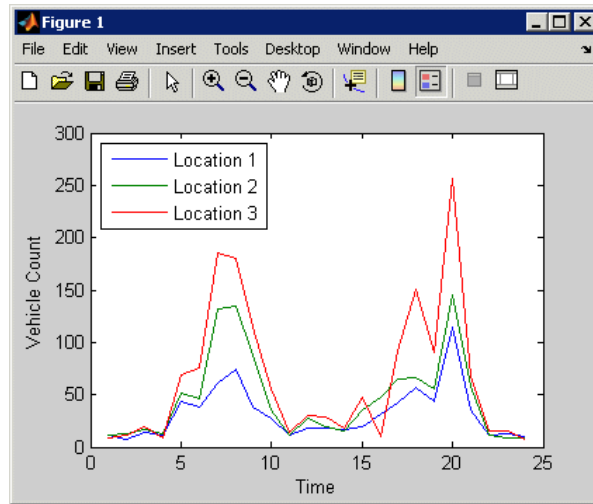 Figure 1
File Edit View Insert Tools Desktop Window Help
300
250
200
150
100
50
0
Location 1
Location 2
Location 3
Vehicle Count
0 5 10 15 20 25
Time